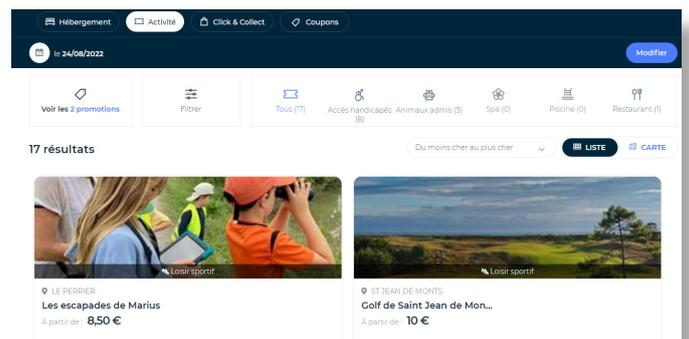 Hébergement Activité Click & Collect Coupons
le 24/08/2022 Modifier
Voir les 2 promotions Filtrer Tous (17) Accès handicapés (8) Animaux admis (3) Spa (0) Piscine (0) Restaurant (1)
17 résultats Du moins cher au plus cher LISTE CARTE
Loisir sportif Loisir sportif
LE PERRIER ST JEAN DE MONTS
Les escapades de Marius Golf de Saint Jean de Mon...
À partir de : 8,50 € À partir de : 10 €